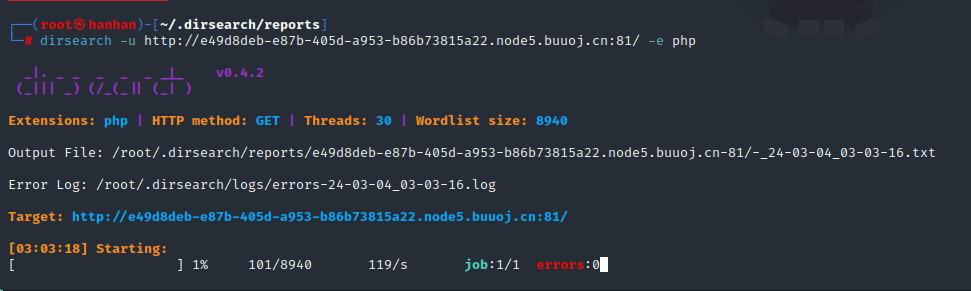 ┌──(root㉿hanhan)-[~/.dirsearch/reports]
└─# dirsearch -u http://e49d8deb-e87b-405d-a953-b86b73815a22.node5.buuoj.cn:81/ -e php
v0.4.2
Extensions: php | HTTP method: GET | Threads: 30 | Wordlist size: 8940
Output File: /root/.dirsearch/reports/e49d8deb-e87b-405d-a953-b86b73815a22.node5.buuoj.cn-81/-_24-03-04_03-03-16.txt
Error Log: /root/.dirsearch/logs/errors-24-03-04_03-03-16.log
Target: http://e49d8deb-e87b-405d-a953-b86b73815a22.node5.buuoj.cn:81/
[03:03:18] Starting:
[                    ] 1%     101/8940       119/s       job:1/1  errors:0